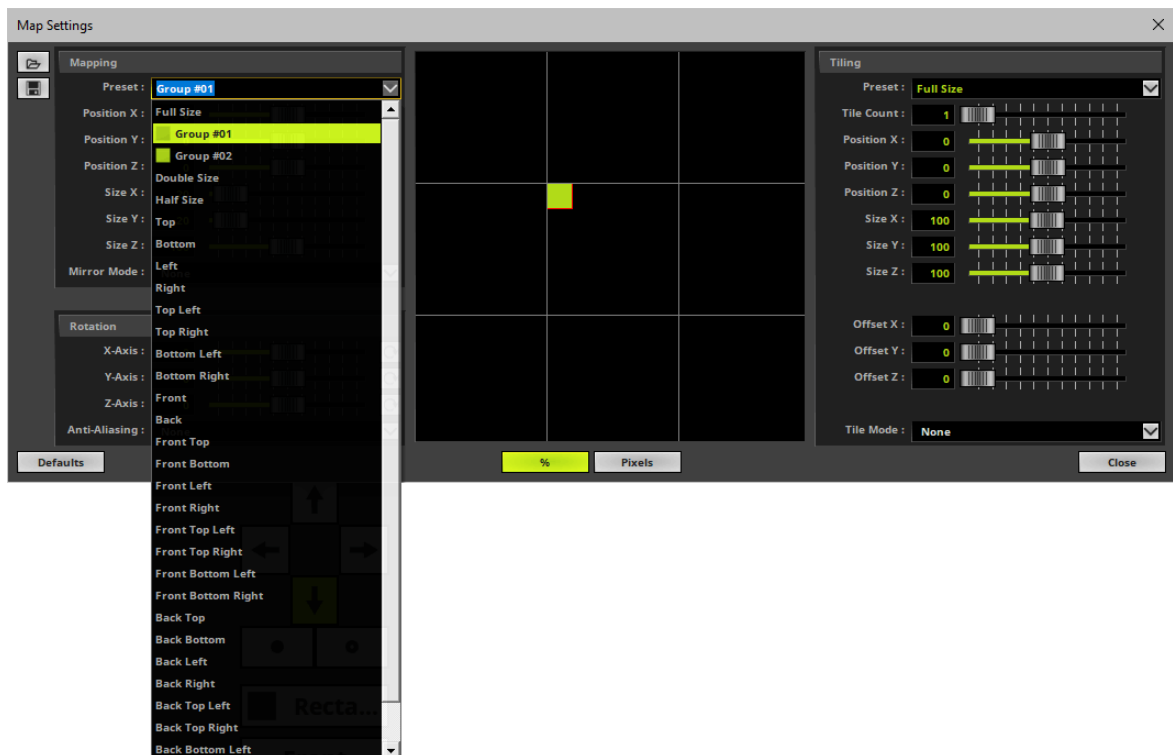 Map Settings
Mapping
Preset : Group #01
Position X :
Position Y :
Position Z :
Size X :
Size Y :
Size Z :
Mirror Mode :
Full Size
Group #01
Group #02
Double Size
Half Size
Top
Bottom
Left
Right
Top Left
Top Right
Bottom Left
Bottom Right
Front
Back
Front Top
Front Bottom
Front Left
Front Right
Front Top Left
Front Top Right
Front Bottom Left
Front Bottom Right
Back Top
Back Bottom
Back Left
Back Right
Back Top Left
Back Top Right
Back Bottom Left
Rotation
X-Axis :
Y-Axis :
Z-Axis :
Anti-Aliasing :
Defaults
Recta...
% Pixels
Tiling
Preset : Full Size
Tile Count : 1
Position X : 0
Position Y : 0
Position Z : 0
Size X : 100
Size Y : 100
Size Z : 100
Offset X : 0
Offset Y : 0
Offset Z : 0
Tile Mode : None
Close